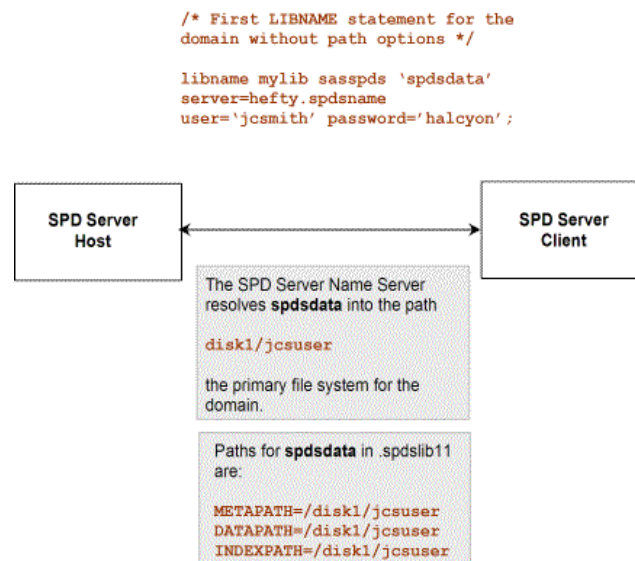 /* First LIBNAME statement for the
domain without path options */
libname mylib sasspds ‘spdsdata’
server=hefty.spdsname
user=‘jcsmith’ password=’halcyon’;
SPD Server
Host
SPD Server
Client
The SPD Server Name Server
resolves spdsdata into the path
disk1/jcsuser
the primary file system for the
domain.
Paths for spdsdata in .spdslib11
are:
METAPATH=/disk1/jcsuser
DATAPATH=/disk1/jcsuser
INDEXPATH=/disk1/jcsuser